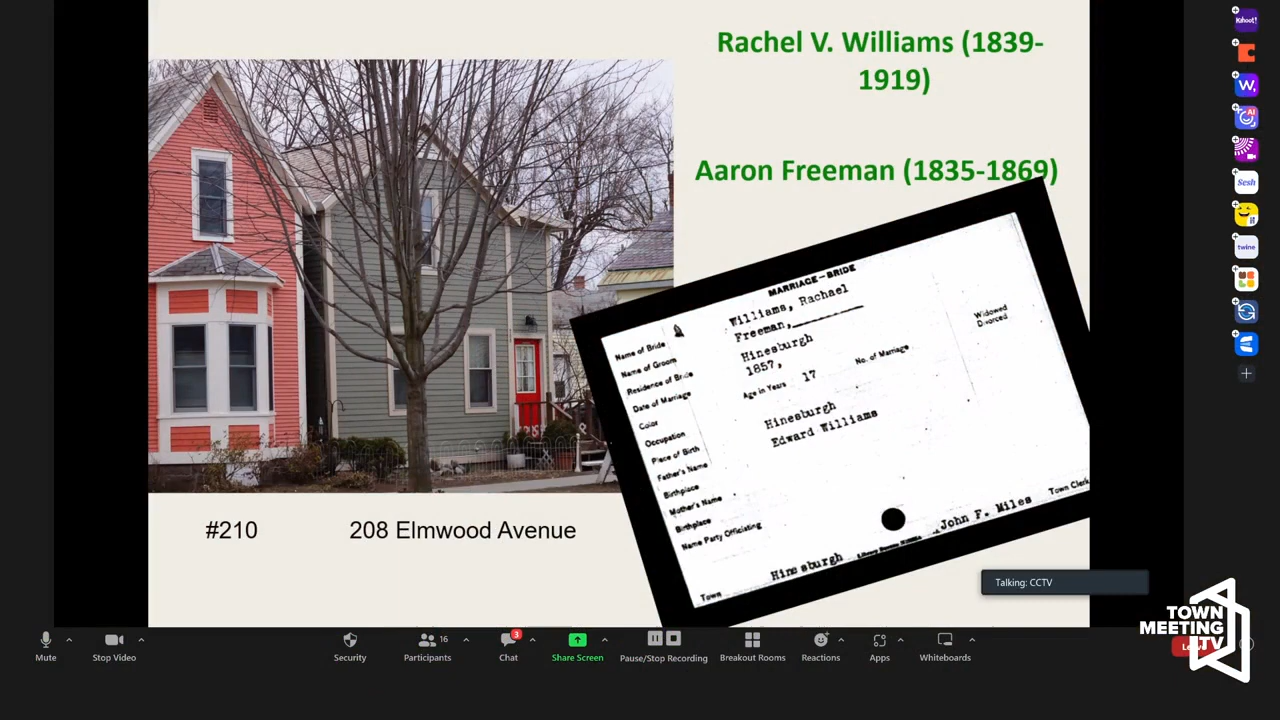 Rachel V. Williams (1839-
1919)
Aaron Freeman (1835-1869)
MARRIAGE-BRIDE
Name of Bride Williams, Rachael
Name of Groom Freeman,
Widowed
Divorced
Residence of Bride Hinesburgh
Date of Marriage 1857,
Color Age in Years 17 No. of Marriage
Occupation
Place of Birth Hinesburgh
Father's Name Edward Williams
Birthplace
Mother's Name
Birthplace
Name Party Officiating
John F. Miles Town Clerk
Town Hinesburgh
#210 208 Elmwood Avenue
Talking: CCTV
Kahoot!
W,
AI
Sesh
twine
TOWN
MEETING
TV
Mute
Stop Video
Security
16
Participants
3
Chat
Share Screen
Pause/Stop Recording
Breakout Rooms
Reactions
Apps
Whiteboards